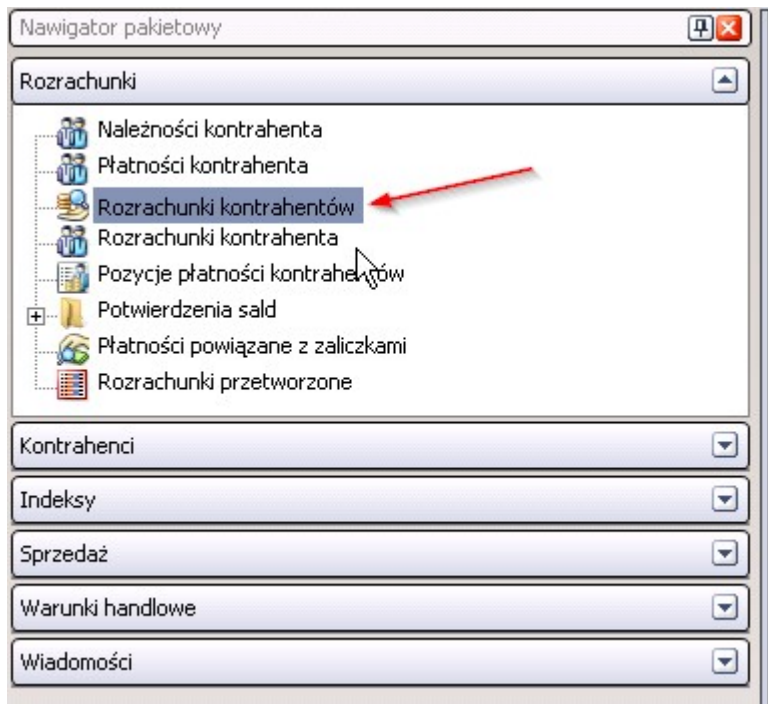 Nawigator pakietowy
Rozrachunki
Należności kontrahenta
Płatności kontrahenta
Rozrachunki kontrahentów
Rozrachunki kontrahenta
Pozycje płatności kontrahentów
Potwierdzenia sald
Płatności powiązane z zaliczkami
Rozrachunki przetworzone
Kontrahenci
Indeksy
Sprzedaż
Warunki handlowe
Wiadomości